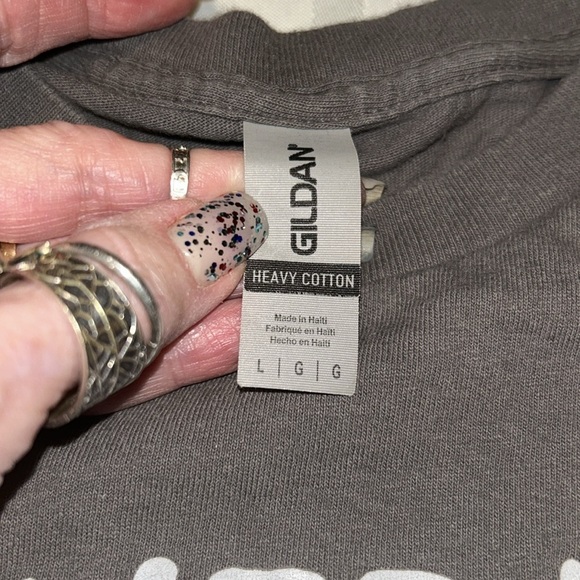 GILDAN
HEAVY COTTON
Made in Haiti
Fabriqué en Haïti
Hecho en Haití
L | G | G